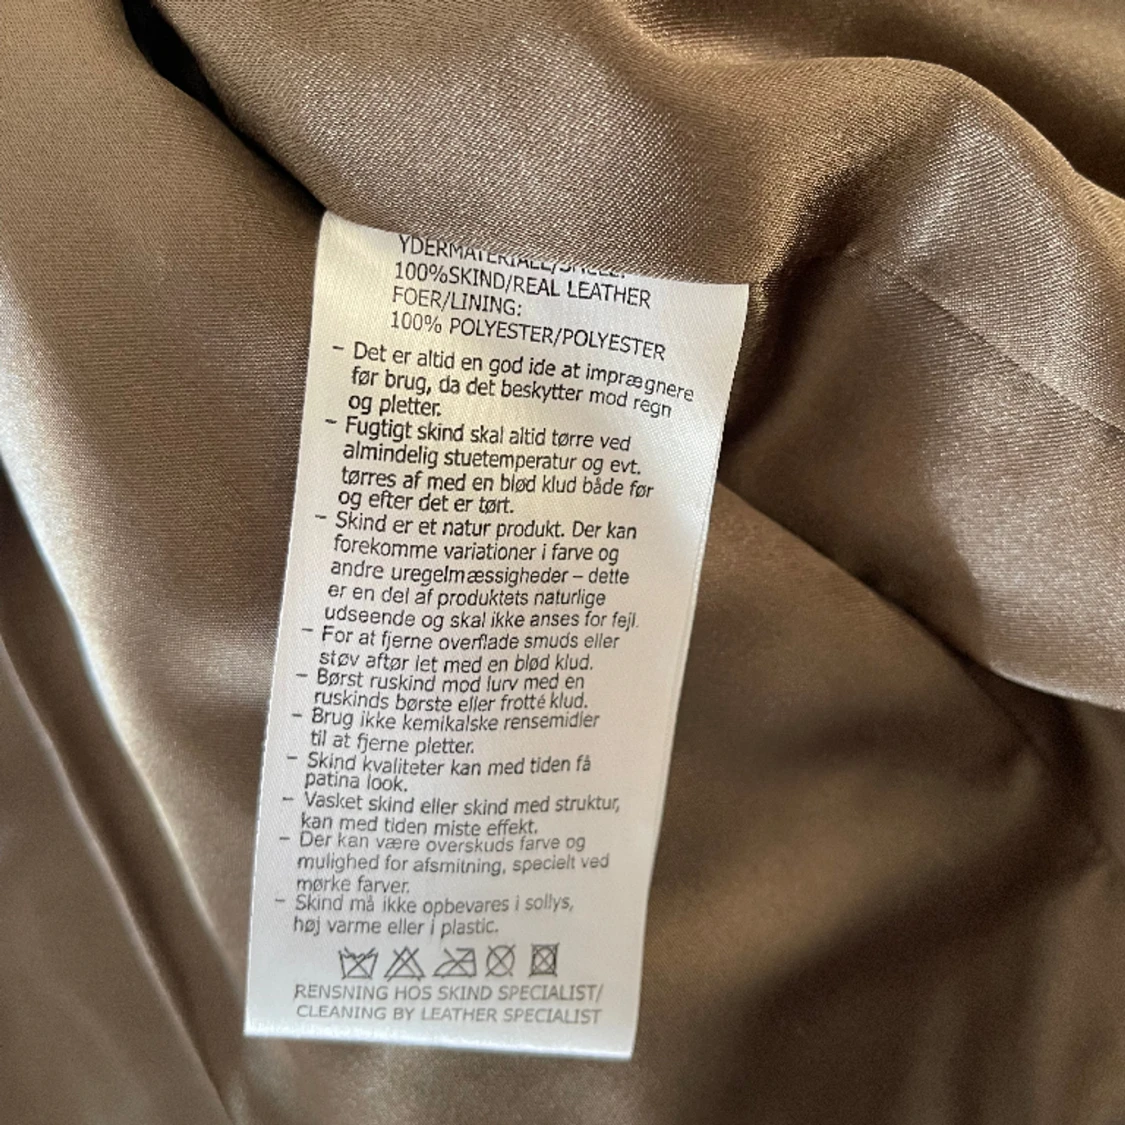 YDERMATERIALE/SHELL:
100%SKIND/REAL LEATHER
FOER/LINING:
100% POLYESTER/POLYESTER
- Det er altid en god ide at imprægnere
før brug, da det beskytter mod regn
og pletter.
- Fugtigt skind skal altid tørre ved
almindelig stuetemperatur og evt.
tørres af med en blød klud både før
og efter det er tørt.
- Skind er et natur produkt. Der kan
forekomme variationer i farve og
andre uregelmæssigheder – dette
er en del af produktets naturlige
udseende og skal ikke anses for fejl.
- For at fjerne overflade smuds eller
støv aftør let med en blød klud.
- Børst ruskind mod lurv med en
ruskinds børste eller frotté klud.
- Brug ikke kemikalske rensemidler
til at fjerne pletter.
- Skind kvaliteter kan med tiden få
patina look.
- Vasket skind eller skind med struktur,
kan med tiden miste effekt.
- Der kan være overskuds farve og
mulighed for afsmitning, specielt ved
mørke farver.
- Skind må ikke opbevares i sollys,
høj varme eller i plastic.
RENSNING HOS SKIND SPECIALIST/
CLEANING BY LEATHER SPECIALIST